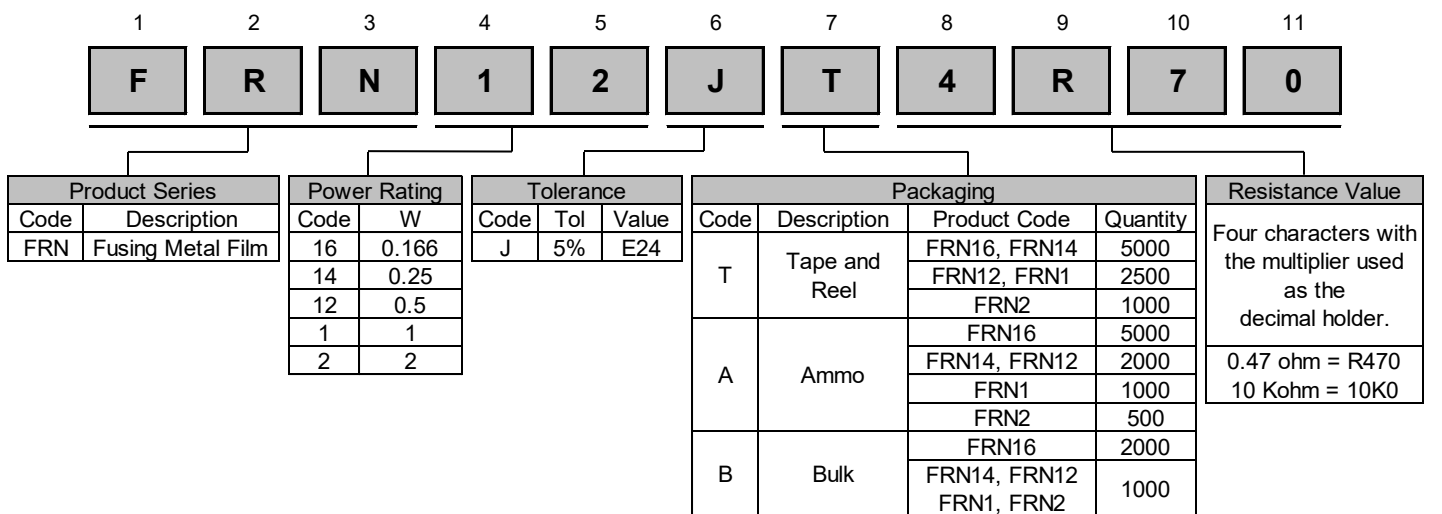 1 2 3 4 5 6 7 8 9 10 11
F R N 1 2 J T 4 R 7 0
Product Series
Code Description
FRN Fusing Metal Film
Power Rating
Code W
16 0.166
14 0.25
12 0.5
1 1
2 2
Tolerance
Code Tol Value
J 5% E24
Packaging
Code Description Product Code Quantity
T
Tape and
Reel
FRN16, FRN14 5000
FRN12, FRN1 2500
FRN2 1000
A
Ammo
FRN16 5000
FRN14, FRN12 2000
FRN1 1000
FRN2 500
B
Bulk
FRN16 2000
FRN14, FRN12
FRN1, FRN2
1000
Resistance Value
Four characters with
the multiplier used
as the
decimal holder.
0.47 ohm = R470
10 Kohm = 10K0